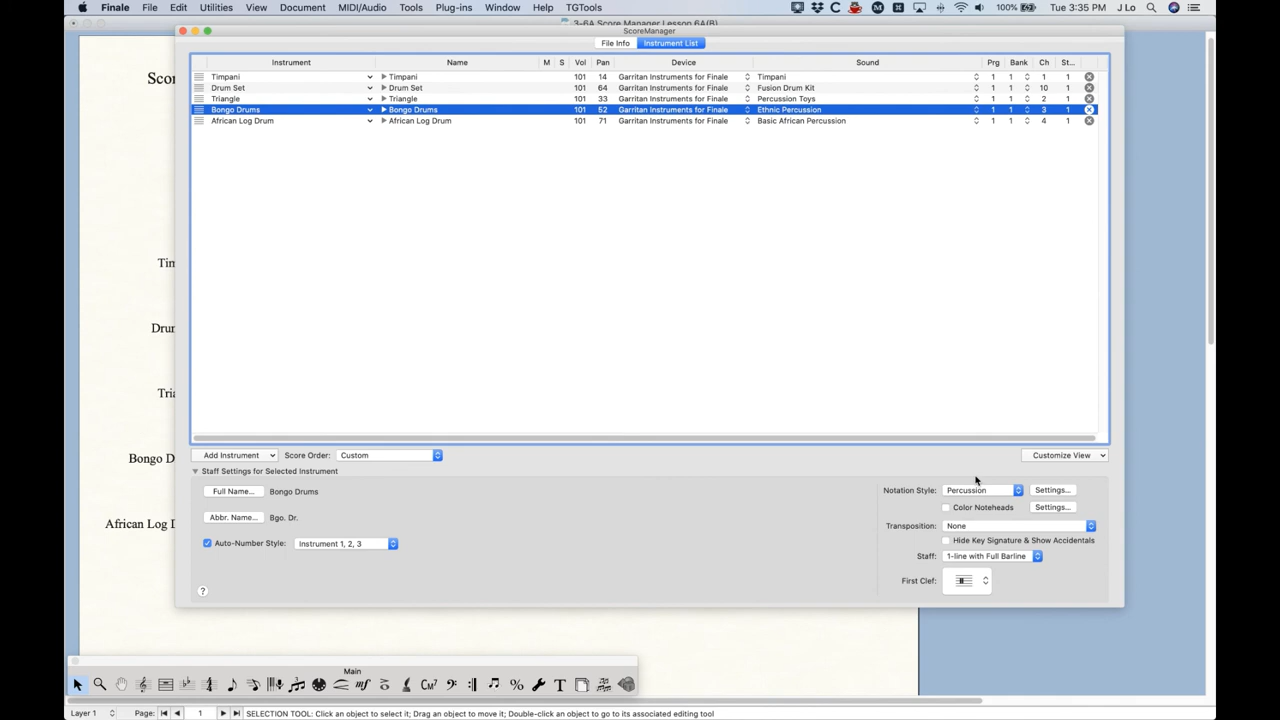 Finale File Edit Utilities View Document MIDI/Audio Tools Plug-ins Window Help TGTools 100% Tue 3:35 PM J Lo
3-6A Score Manager Lesson 6A(B)
ScoreManager
File Info Instrument List
Instrument Name M S Vol Pan Device Sound Prg Bank Ch St...
Timpani Timpani 101 14 Garritan Instruments for Finale Timpani 1 1 1 1
Drum Set Drum Set 101 64 Garritan Instruments for Finale Fusion Drum Kit 1 1 10 1
Triangle Triangle 101 33 Garritan Instruments for Finale Percussion Toys 1 1 2 1
Bongo Drums Bongo Drums 101 52 Garritan Instruments for Finale Ethnic Percussion 1 1 3 1
African Log Drum African Log Drum 101 71 Garritan Instruments for Finale Basic African Percussion 1 1 4 1
Scor
Tim
Drur
Tria
Bongo D
African Log D
Add Instrument Score Order: Custom Customize View
Staff Settings for Selected Instrument
Full Name... Bongo Drums Notation Style: Percussion Settings...
Color Noteheads Settings...
Abbr. Name... Bgo. Dr. Transposition: None
Auto-Number Style: Instrument 1, 2, 3 Hide Key Signature & Show Accidentals
Staff: 1-line with Full Barline
First Clef:
?
Main
Layer 1 Page: 1 SELECTION TOOL: Click an object to select it; Drag an object to move it; Double-click an object to go to its associated editing tool